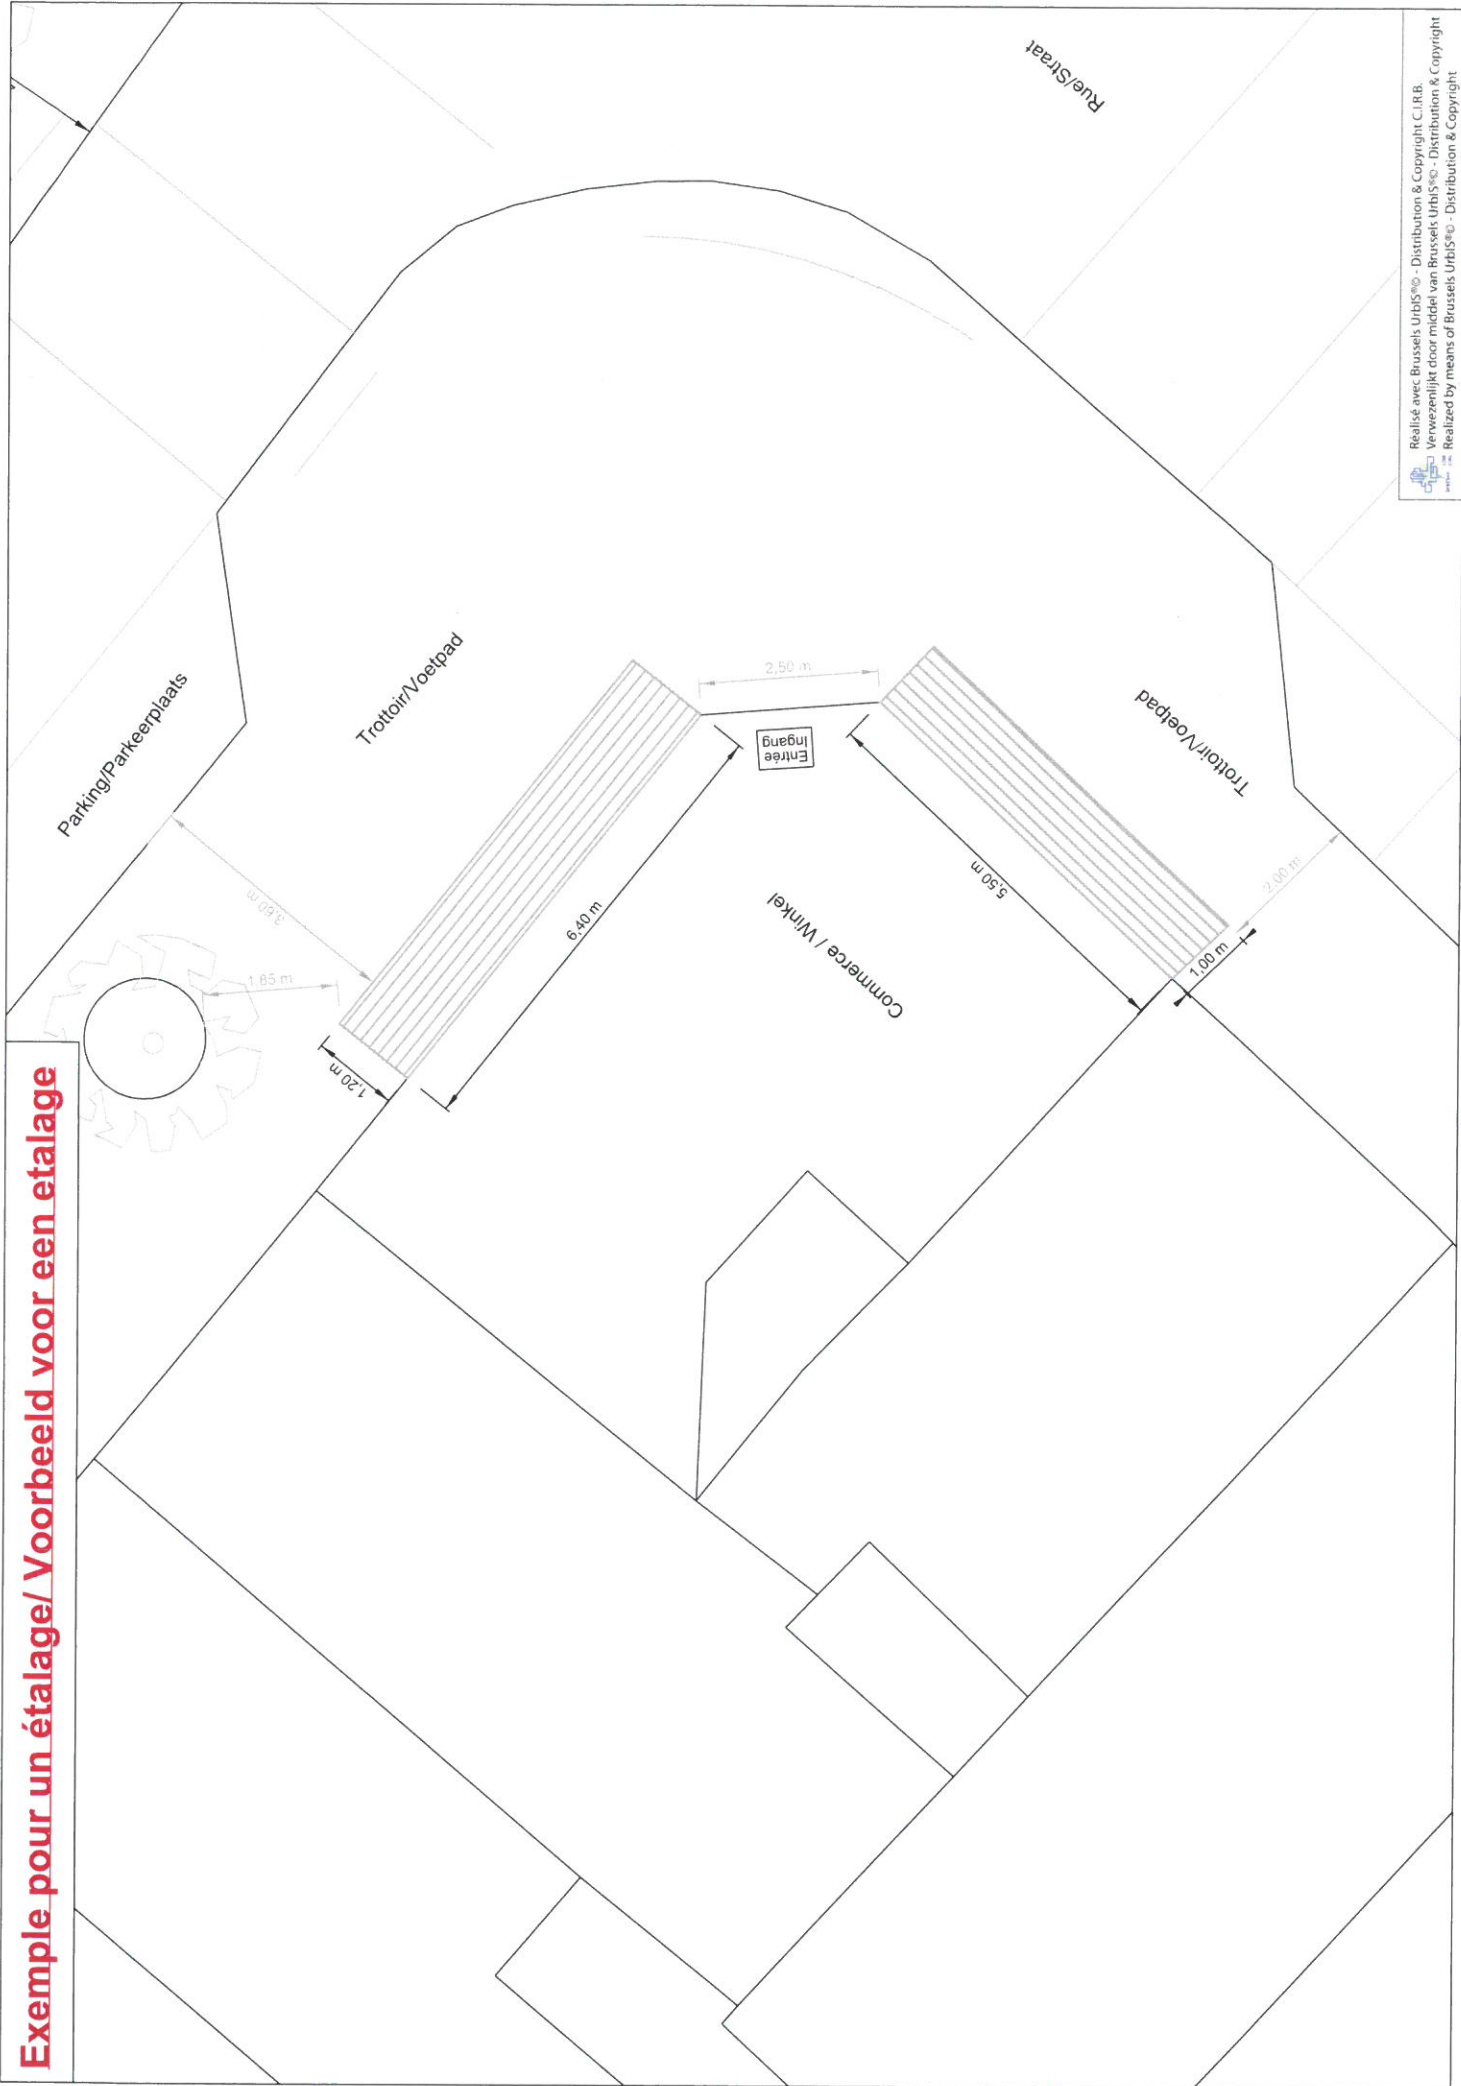 Exemple pour un étalage/ Voorbeeld voor een etalage
Parking/Parkeerplaats
Trottoir/Voetpad
Rue/Straat
3,60 m
1,65 m
1,20 m
6,40 m
2,50 m
Entrée
Ingang
Commerce / Winkel
5,50 m
Trottoir/Voetpad
1,00 m
2,00 m
Réalisé avec Brussels UrbIS®© - Distribution & Copyright C.I.R.B.
Verwezenlijkt door middel van Brussels UrbIS®© - Distribution & Copyright
Realized by means of Brussels UrbIS®© - Distribution & Copyright